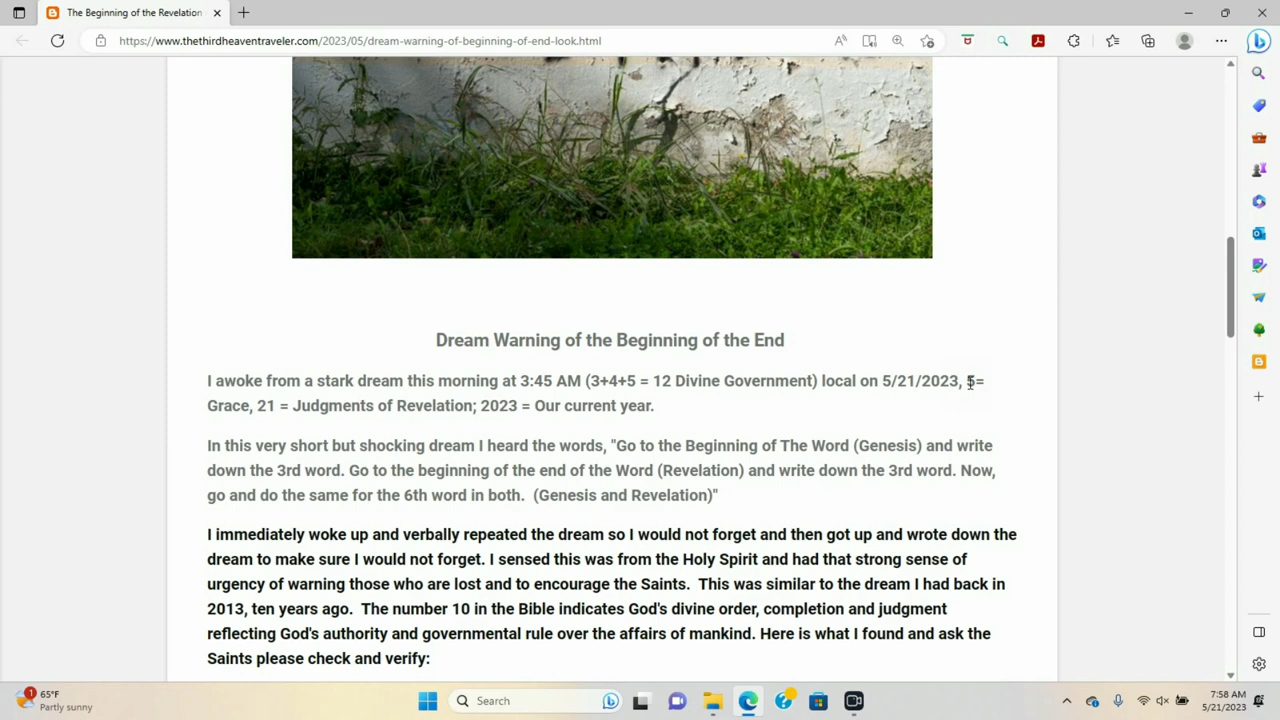 The Beginning of the Revelation
https://www.thethirdheaventraveler.com/2023/05/dream-warning-of-beginning-of-end-look.html
Dream Warning of the Beginning of the End
I awoke from a stark dream this morning at 3:45 AM (3+4+5 = 12 Divine Government) local on 5/21/2023, 5=
Grace, 21 = Judgments of Revelation; 2023 = Our current year.
In this very short but shocking dream I heard the words, "Go to the Beginning of The Word (Genesis) and write
down the 3rd word. Go to the beginning of the end of the Word (Revelation) and write down the 3rd word. Now,
go and do the same for the 6th word in both.  (Genesis and Revelation)"
I immediately woke up and verbally repeated the dream so I would not forget and then got up and wrote down the
dream to make sure I would not forget. I sensed this was from the Holy Spirit and had that strong sense of
urgency of warning those who are lost and to encourage the Saints.  This was similar to the dream I had back in
2013, ten years ago.  The number 10 in the Bible indicates God's divine order, completion and judgment
reflecting God's authority and governmental rule over the affairs of mankind. Here is what I found and ask the
Saints please check and verify:
1
65°F
Partly sunny
Search
7:58 AM
5/21/2023